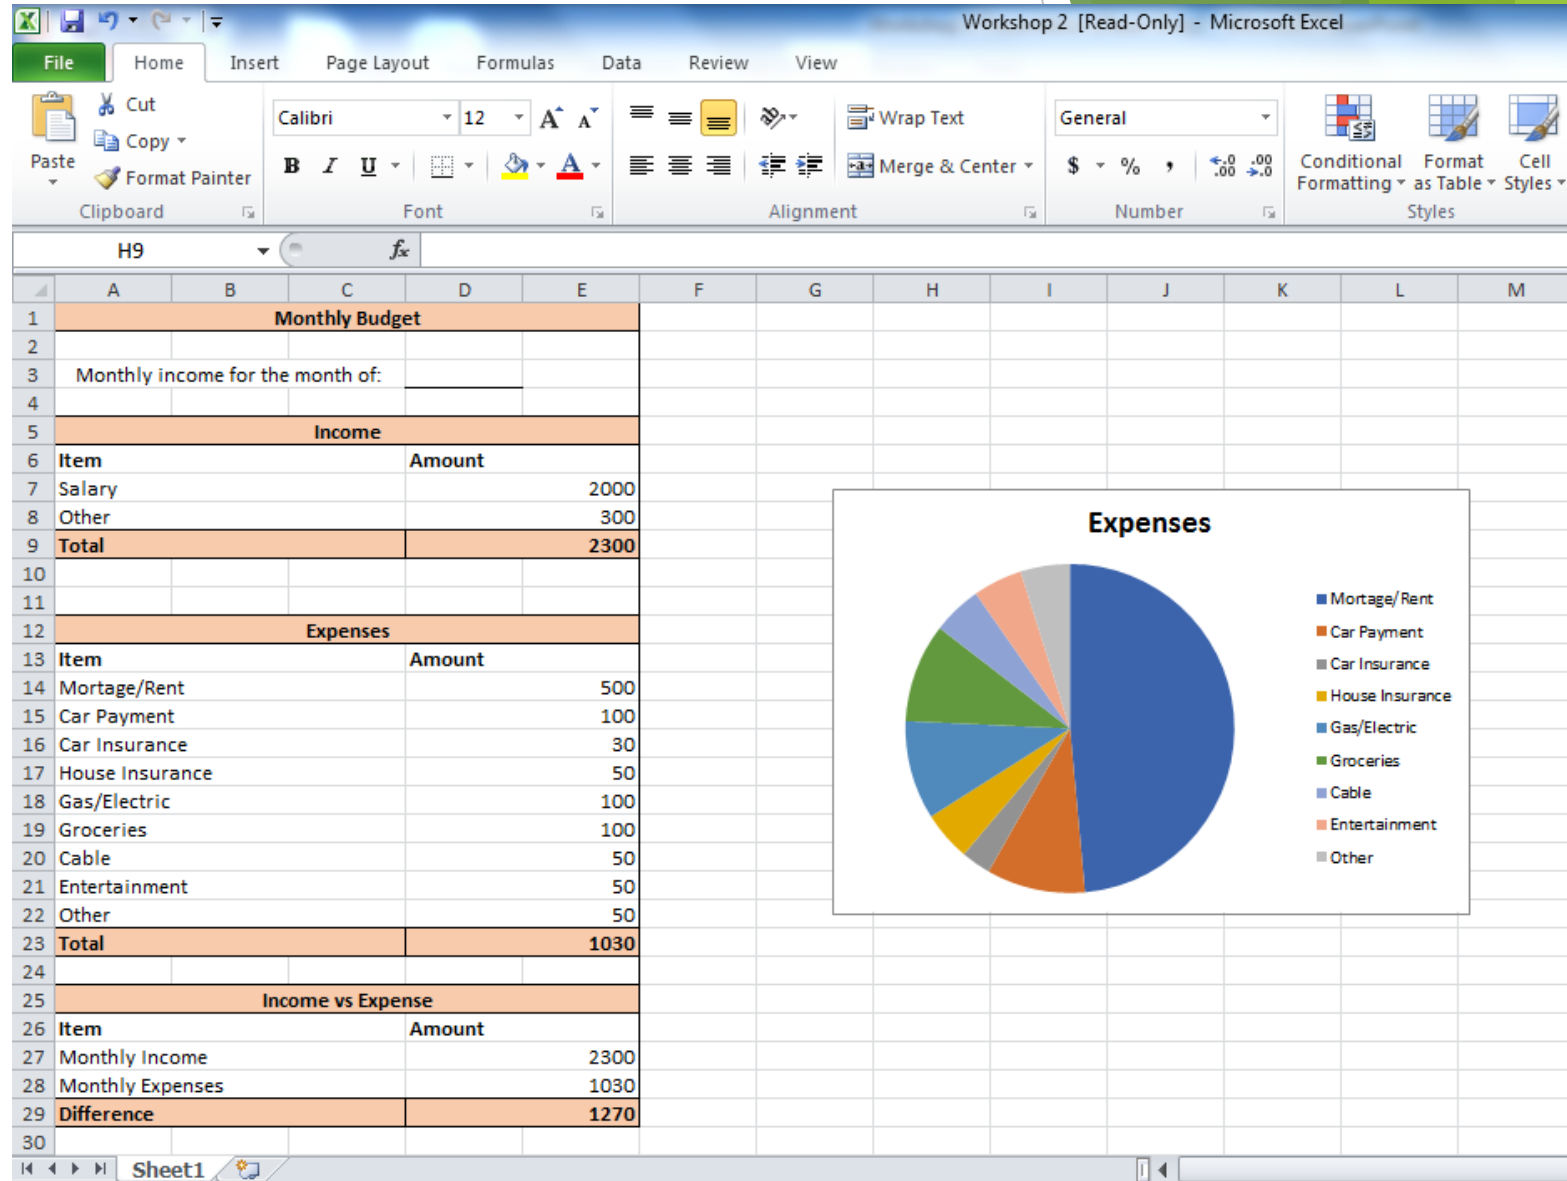 Workshop 2 [Read-Only] - Microsoft Excel
File Home Insert Page Layout Formulas Data Review View
Paste
Cut
Copy
Format Painter
Clipboard
Calibri 12 A A
B I U A
Font
Wrap Text
Merge & Center
Alignment
General
$ % , .0 .00 .00 .0
Number
Conditional Formatting
Format as Table
Cell Styles
Styles
H9 fx
A B C D E F G H I J K L M
1 Monthly Budget
2
3 Monthly income for the month of:
4
5 Income
6 Item Amount
7 Salary 2000
8 Other 300
9 Total 2300
10
11
12 Expenses
13 Item Amount
14 Mortage/Rent 500
15 Car Payment 100
16 Car Insurance 30
17 House Insurance 50
18 Gas/Electric 100
19 Groceries 100
20 Cable 50
21 Entertainment 50
22 Other 50
23 Total 1030
24
25 Income vs Expense
26 Item Amount
27 Monthly Income 2300
28 Monthly Expenses 1030
29 Difference 1270
30
Expenses
Mortage/Rent
Car Payment
Car Insurance
House Insurance
Gas/Electric
Groceries
Cable
Entertainment
Other
Sheet1